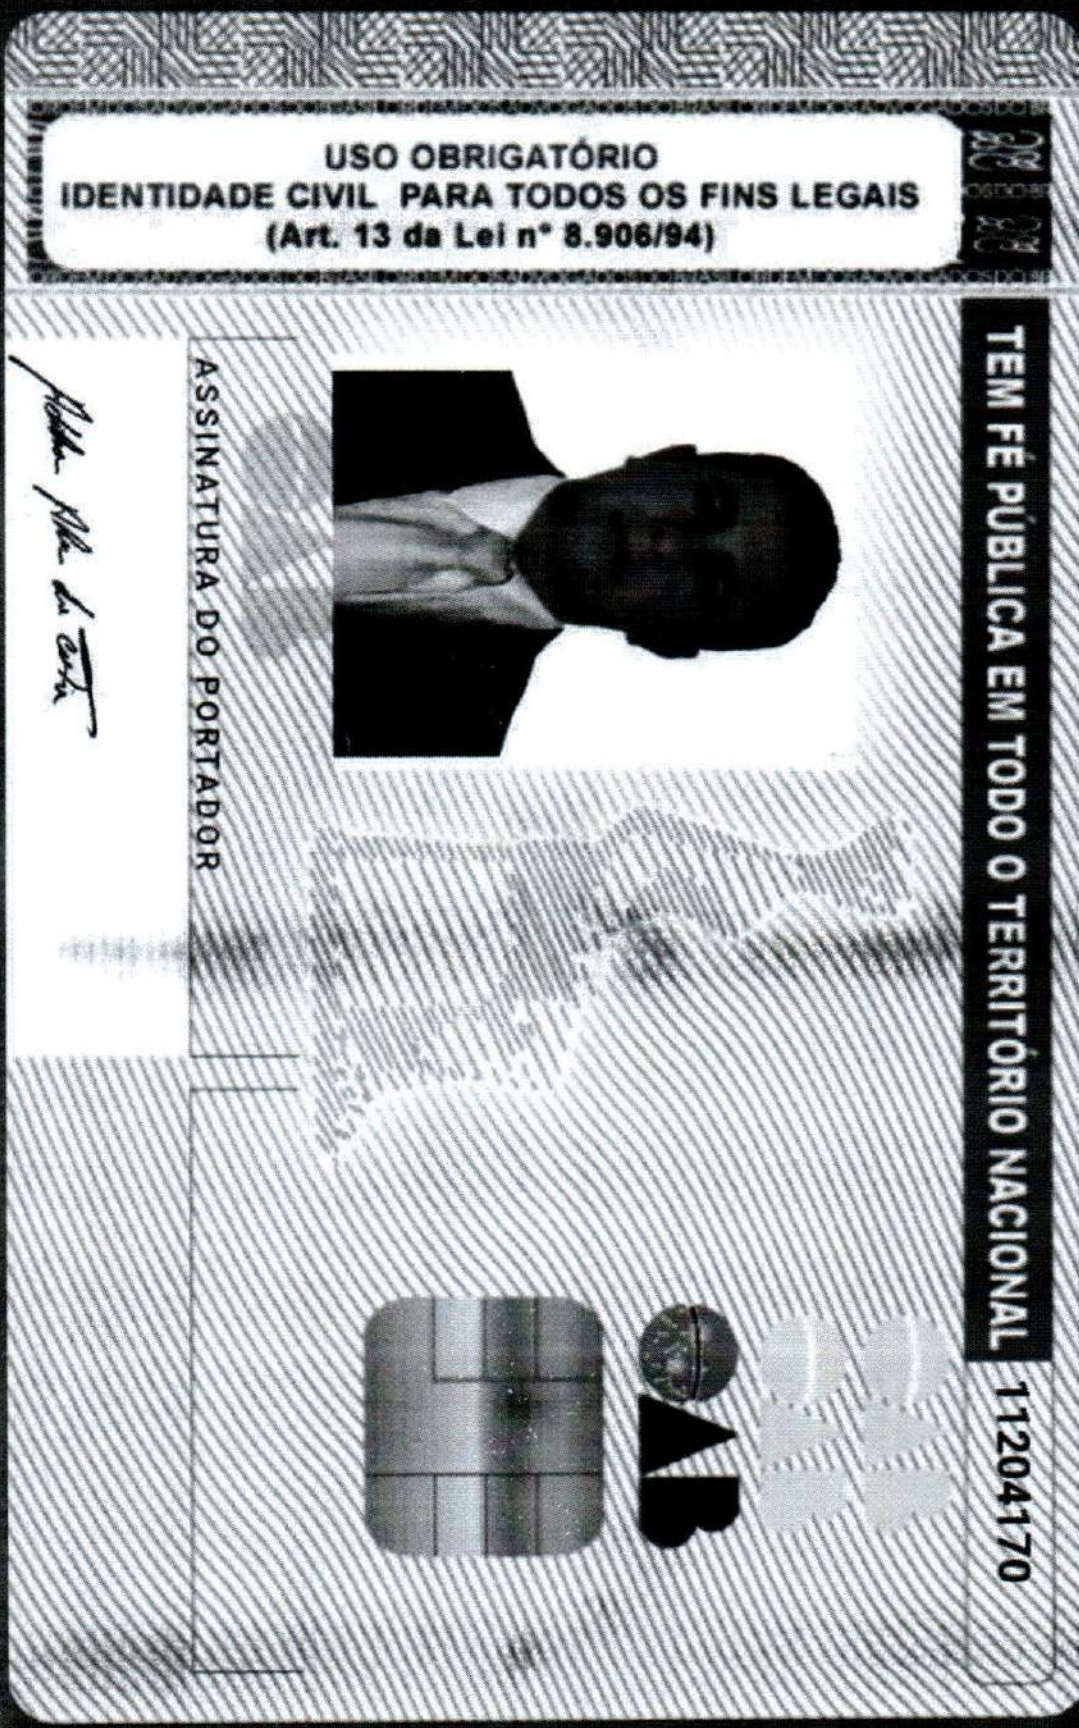 USO OBRIGATÓRIO
IDENTIDADE CIVIL PARA TODOS OS FINS LEGAIS
(Art. 13 da Lei n° 8.906/94)
TEM FÉ PÚBLICA EM TODO O TERRITÓRIO NACIONAL 11204170
OAB
ASSINATURA DO PORTADOR